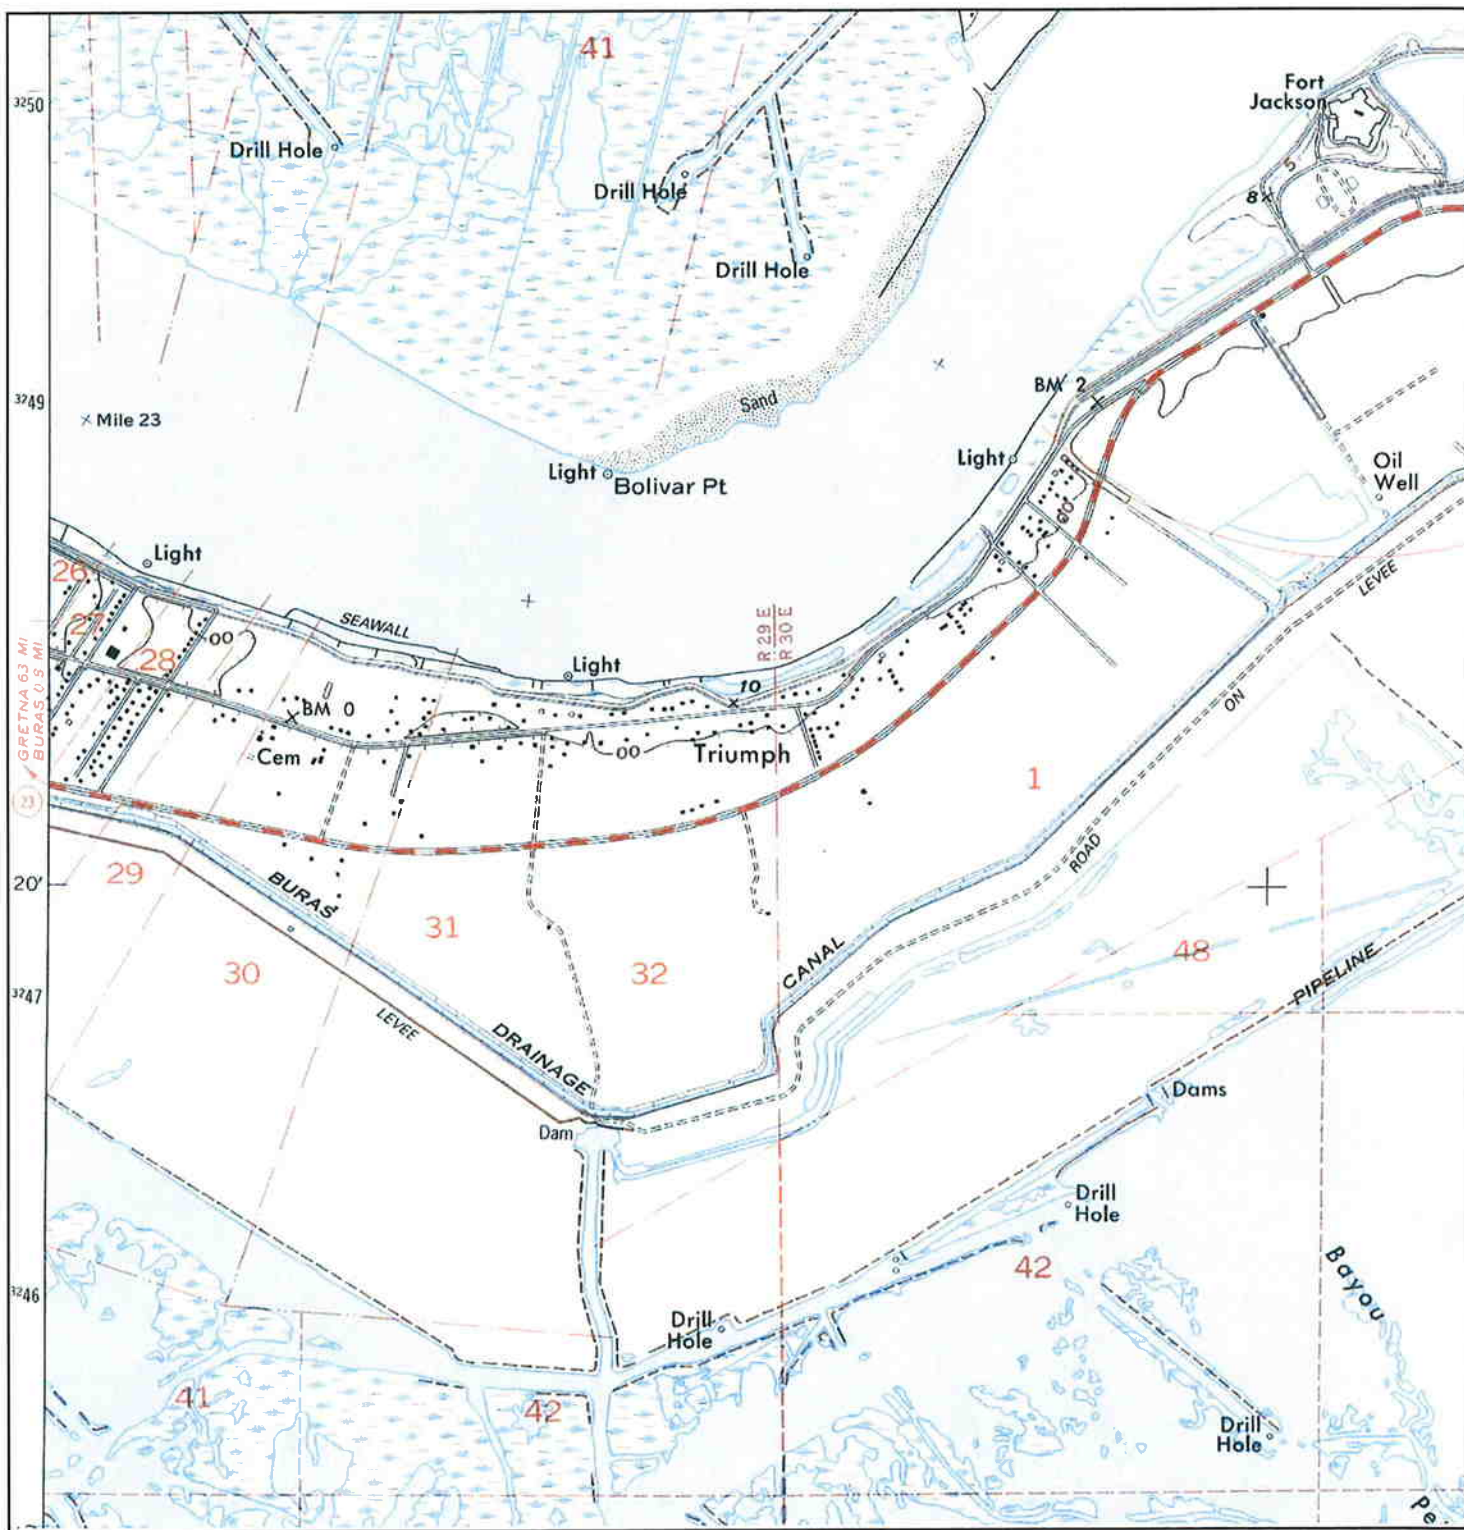 41
Fort
Jackson
3250
Drill Hole
Drill Hole
Drill Hole
5
8
3249
Mile 23
Sand
BM 2
Light
Bolivar Pt
Light
Oil
Well
Light
26
27
28
00
SEAWALL
R 29 E
R 30 E
LEVEE
ON
ROAD
Light
10
BM 0
Cem
00
Triumph
1
GRETNA 63 MI
23
20'
29
BURAS
31
30
32
CANAL
48
3247
LEVEE
PIPELINE
DRAINAGE
Dam
Dams
Drill
Hole
42
Bayou
3246
Drill
Hole
41
42
Drill
Hole